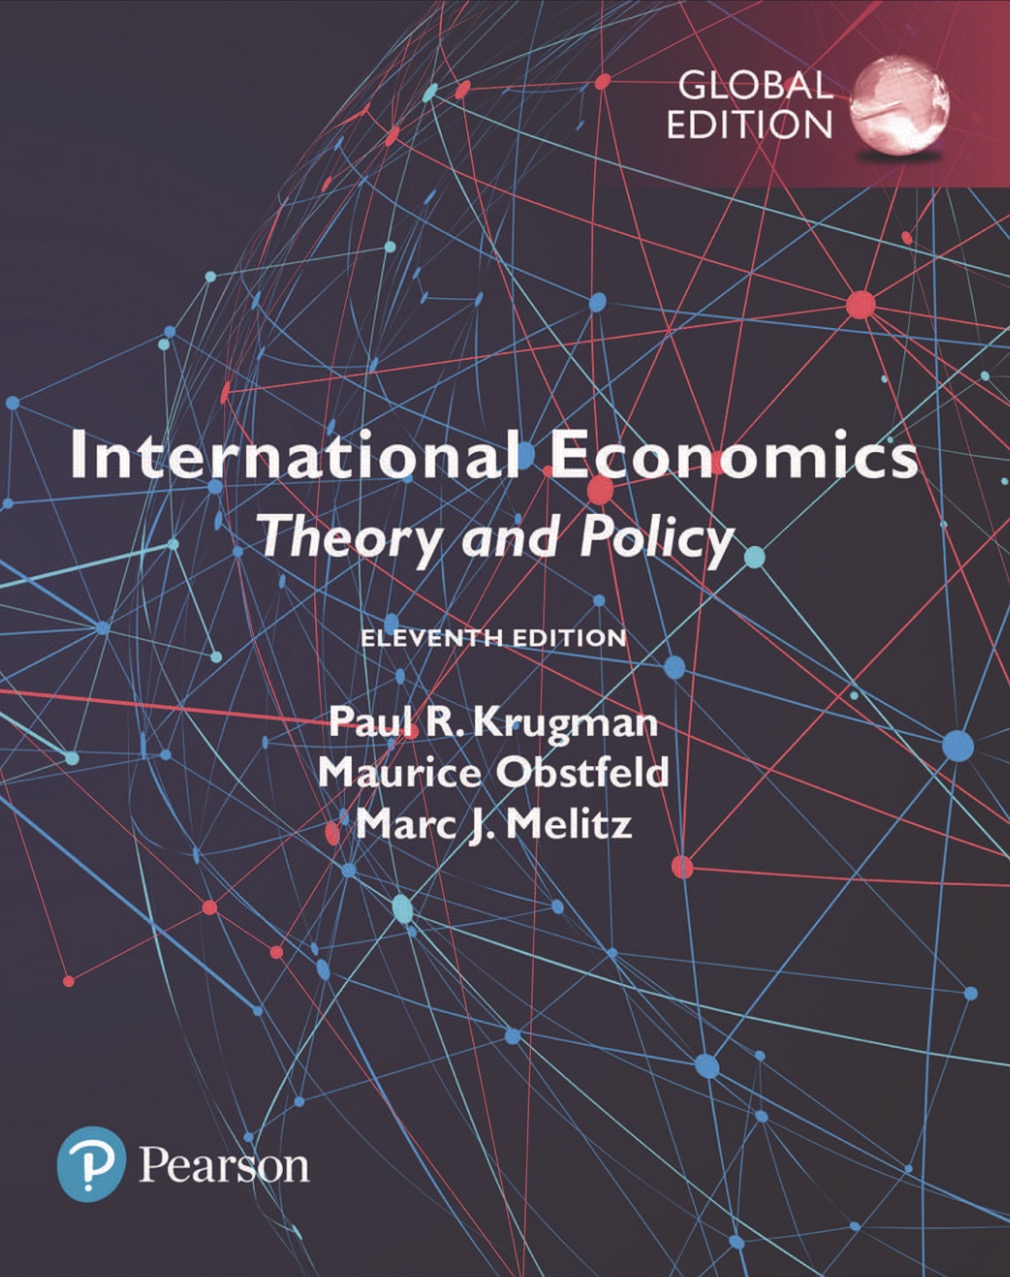 GLOBAL
EDITION
International Economics
Theory and Policy
ELEVENTH EDITION
Paul R. Krugman
Maurice Obstfeld
Marc J. Melitz
Pearson